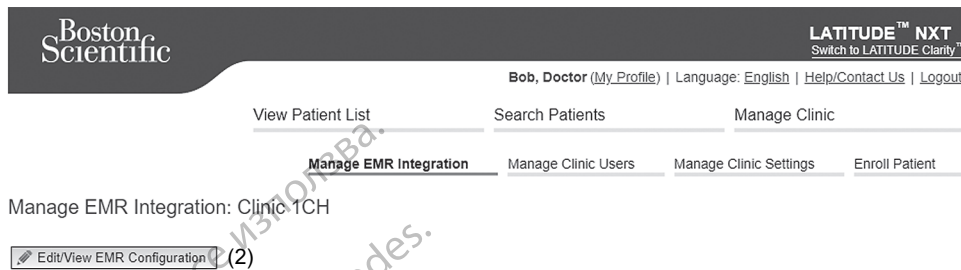 Boston
Scientific
LATITUDE™ NXT
Switch to LATITUDE Clarity™
Bob, Doctor (My Profile) | Language: English | Help/Contact Us | Logout
View Patient List Search Patients Manage Clinic
Manage EMR Integration Manage Clinic Users Manage Clinic Settings Enroll Patient
Manage EMR Integration: Clinic 1CH
Edit/View EMR Configuration (2)
се използва.